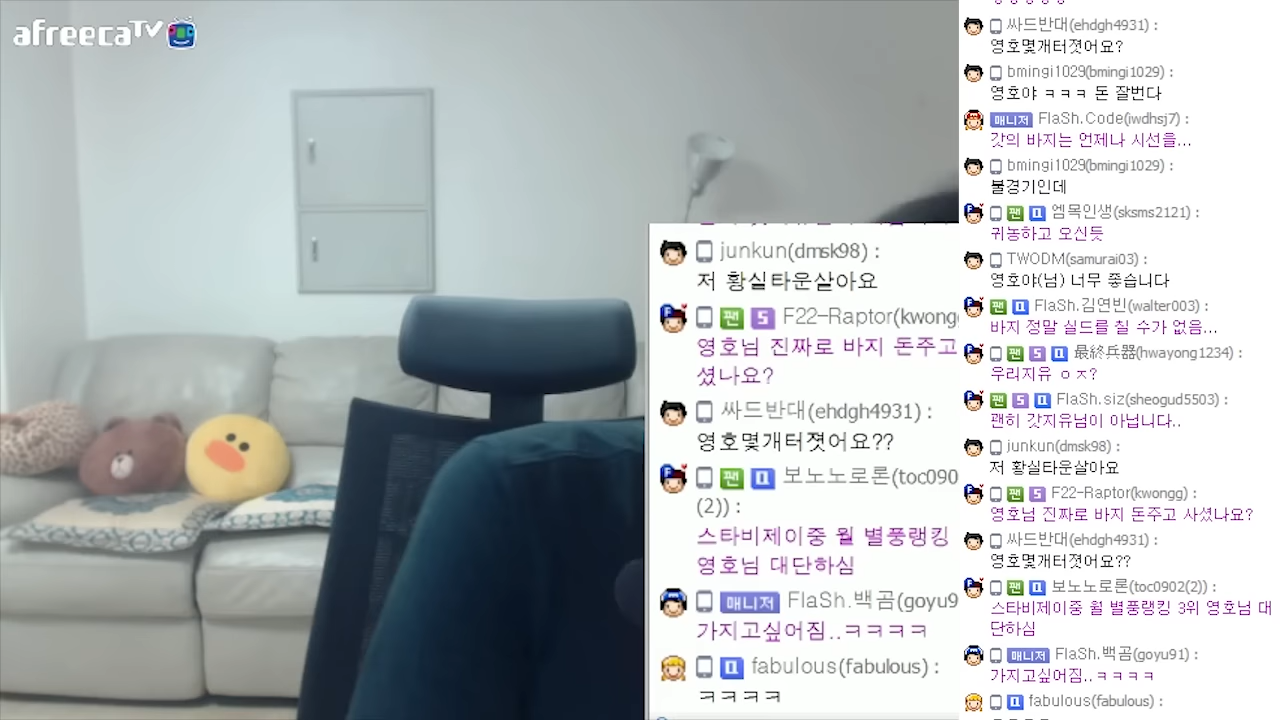 afreecaTV
junkun(dmsk98) :
저 황실타운살아요
팬 S F22-Raptor(kwongg
영호님 진짜로 바지 돈주고
셨나요?
싸드반대(ehdgh4931) :
영호몇개터졋어요??
팬 보노노로론(toc090
(2)) :
스타비제이중 월 별풍랭킹
영호님 대단하심
매니저 FlaSh.백곰(goyu9
가지고싶어짐..ㅋㅋㅋㅋ
fabulous(fabulous) :
ㅋㅋㅋㅋ
싸드반대(ehdgh4931) :
영호몇개터졋어요?
bmingi1029(bmingi1029) :
영호야 ㅋㅋㅋ 돈 잘번다
매니저 FlaSh.Code(iwdhsj7) :
갓의 바지는 언제나 시선을...
bmingi1029(bmingi1029) :
불경기인데
팬 엠목인생(sksms2121) :
귀농하고 오신듯
TWODM(samurai03) :
영호야(님) 너무 좋습니다
팬 FlaSh.김연빈(walter003) :
바지 정말 실드를 칠 수가 없음...
팬 S 最終兵器(hwayong1234) :
우리지유 ㅇㅈ?
팬 S FlaSh.siz(sheogud5503) :
괜히 갓지유님이 아닙니다..
junkun(dmsk98) :
저 황실타운살아요
팬 S F22-Raptor(kwongg) :
영호님 진짜로 바지 돈주고 사셨나요?
싸드반대(ehdgh4931) :
영호몇개터졋어요??
팬 보노노로론(toc0902(2)) :
스타비제이중 월 별풍랭킹 3위 영호님 대
단하심
매니저 FlaSh.백곰(goyu91) :
가지고싶어짐..ㅋㅋㅋㅋ
fabulous(fabulous) :